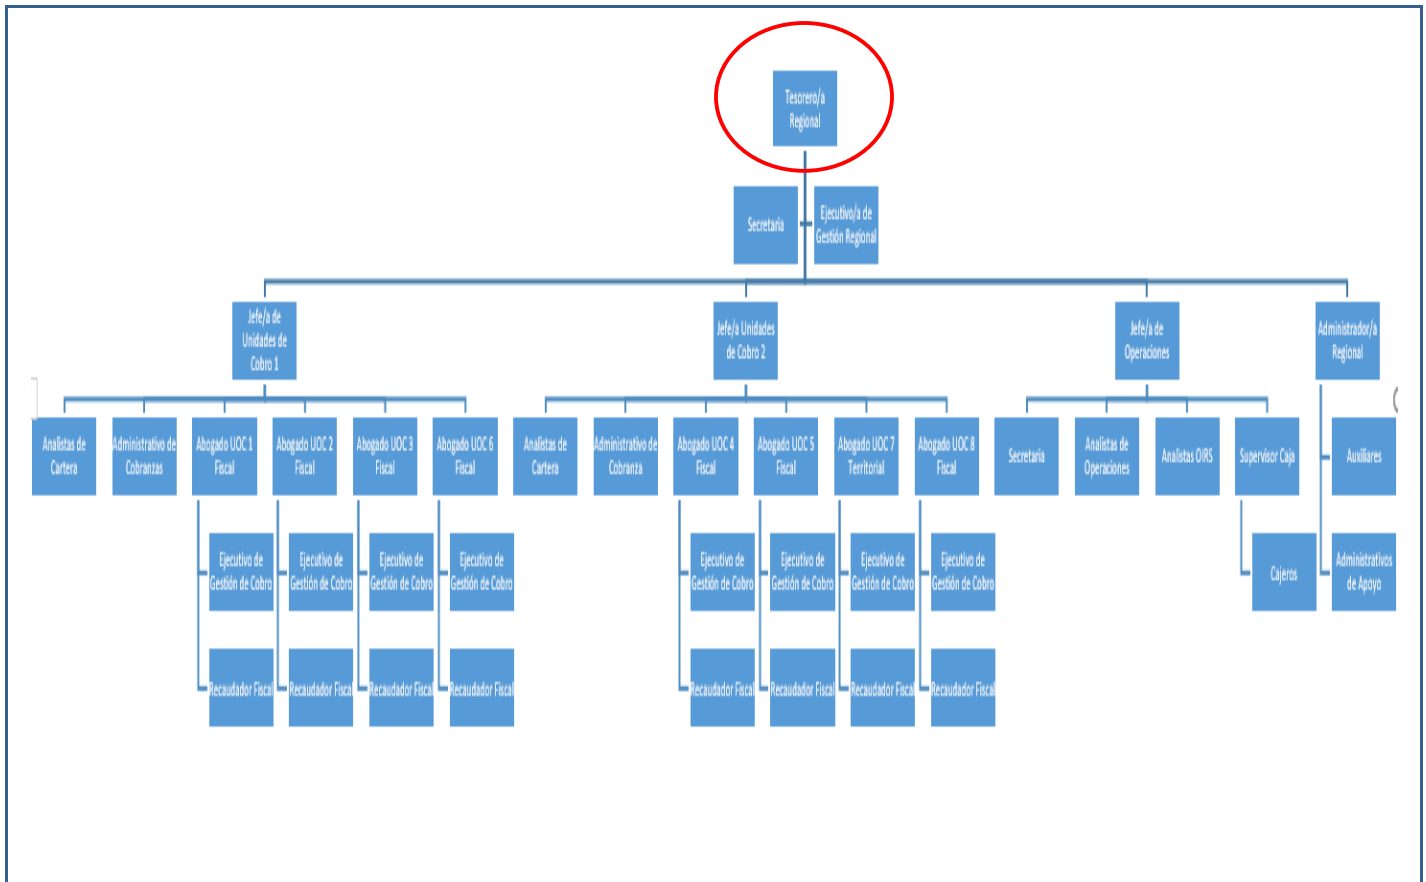 Tesorero/a
Regional
Secretaria
Ejecutivo/a de
Gestión Regional
Jefe/a de
Unidades de
Cobro 1
Jefe/a Unidades
de Cobro 2
Jefe/a de
Operaciones
Administrador/a
Regional
Analistas de
Cartera
Administrativo de
Cobranzas
Abogado UOC 1
Fiscal
Abogado UOC 2
Fiscal
Abogado UOC 3
Fiscal
Abogado UOC 6
Fiscal
Analistas de
Cartera
Administrativo de
Cobranza
Abogado UOC 4
Fiscal
Abogado UOC 5
Fiscal
Abogado UOC 7
Territorial
Abogado UOC 8
Fiscal
Secretaria
Analistas de
Operaciones
Analistas OIRS
Supervisor Caja
Auxiliares
Ejecutivo de
Gestión de Cobro
Ejecutivo de
Gestión de Cobro
Ejecutivo de
Gestión de Cobro
Ejecutivo de
Gestión de Cobro
Ejecutivo de
Gestión de Cobro
Ejecutivo de
Gestión de Cobro
Ejecutivo de
Gestión de Cobro
Ejecutivo de
Gestión de Cobro
Cajeros
Administrativos
de Apoyo
Recaudador Fiscal
Recaudador Fiscal
Recaudador Fiscal
Recaudador Fiscal
Recaudador Fiscal
Recaudador Fiscal
Recaudador Fiscal
Recaudador Fiscal